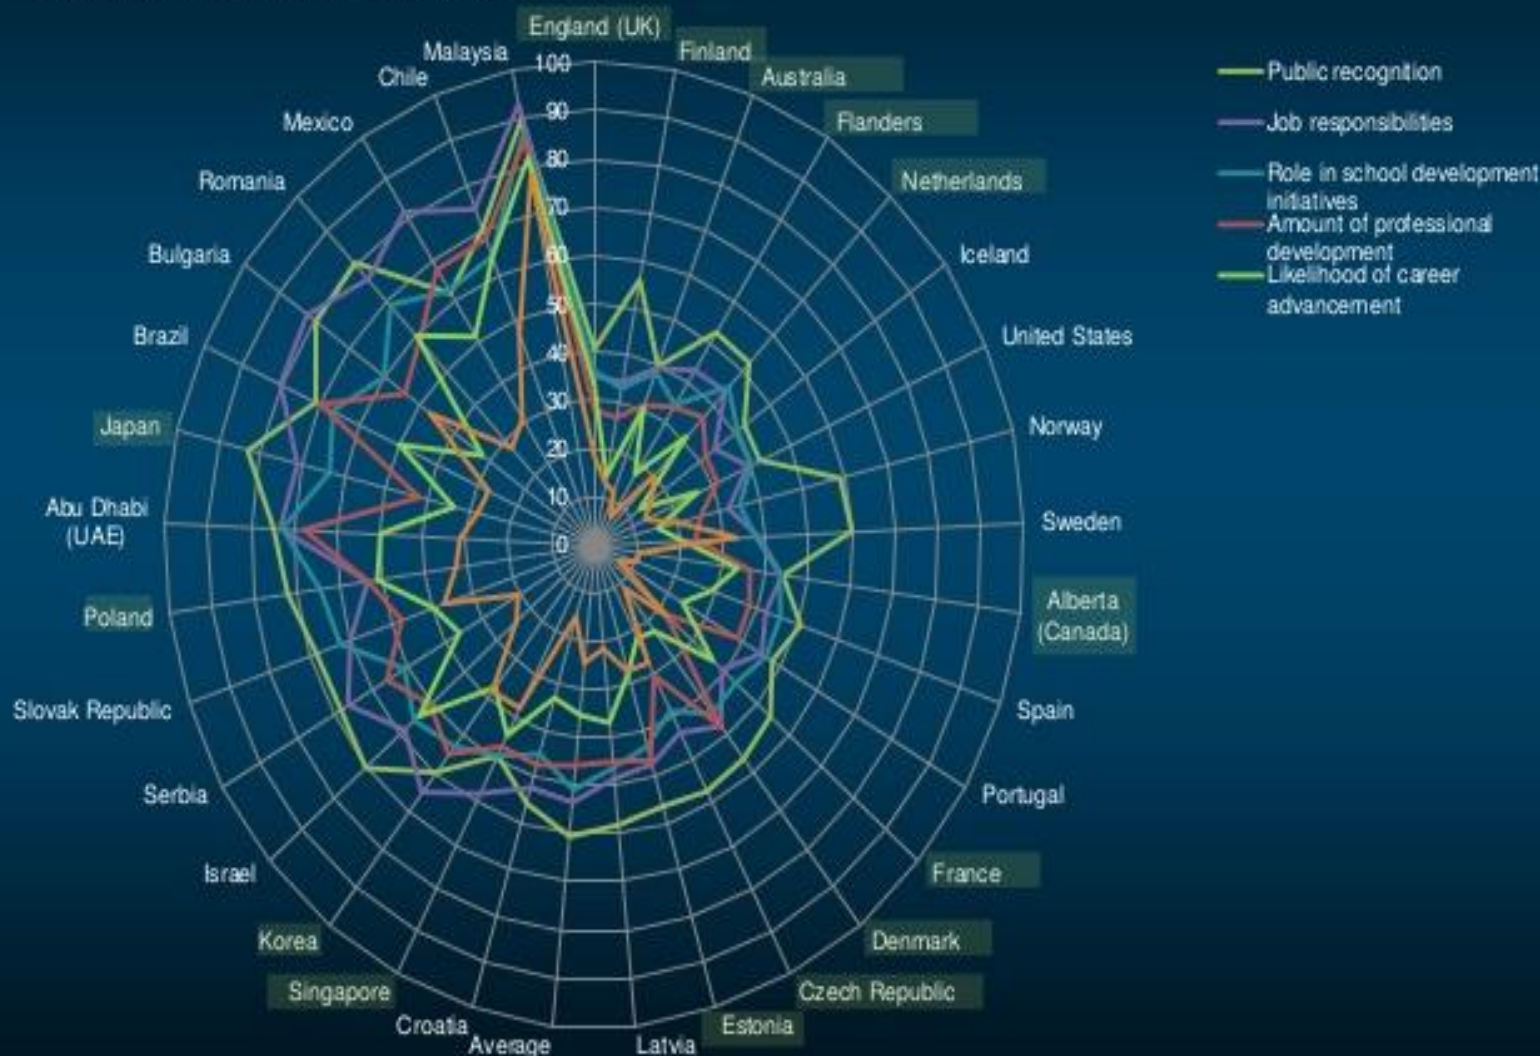 England (UK)
Finland
Australia
Flanders
Netherlands
Iceland
United States
Norway
Sweden
Alberta
(Canada)
Spain
Portugal
France
Denmark
Czech Republic
Estonia
Latvia
Average
Croatia
Singapore
Korea
Israel
Serbia
Slovak Republic
Poland
Abu Dhabi
(UAE)
Japan
Brazil
Bulgaria
Romania
Mexico
Chile
Malaysia
100
90
80
70
60
50
40
30
20
10
0
Public recognition
Job responsibilities
Role in school development
initiatives
Amount of professional
development
Likelihood of career
advancement